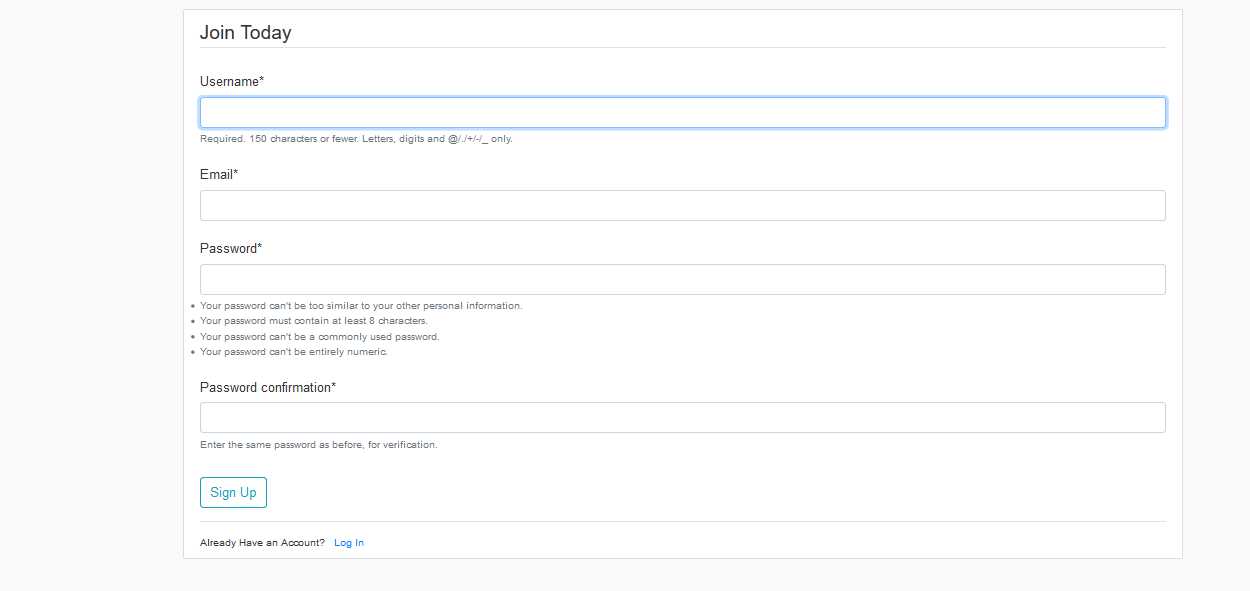 Join Today
Username*
Required. 150 characters or fewer. Letters, digits and @/./+/-/_ only.
Email*
Password*
• Your password can't be too similar to your other personal information.
• Your password must contain at least 8 characters.
• Your password can't be a commonly used password.
• Your password can't be entirely numeric.
Password confirmation*
Enter the same password as before, for verification.
Sign Up
Already Have an Account? Log In